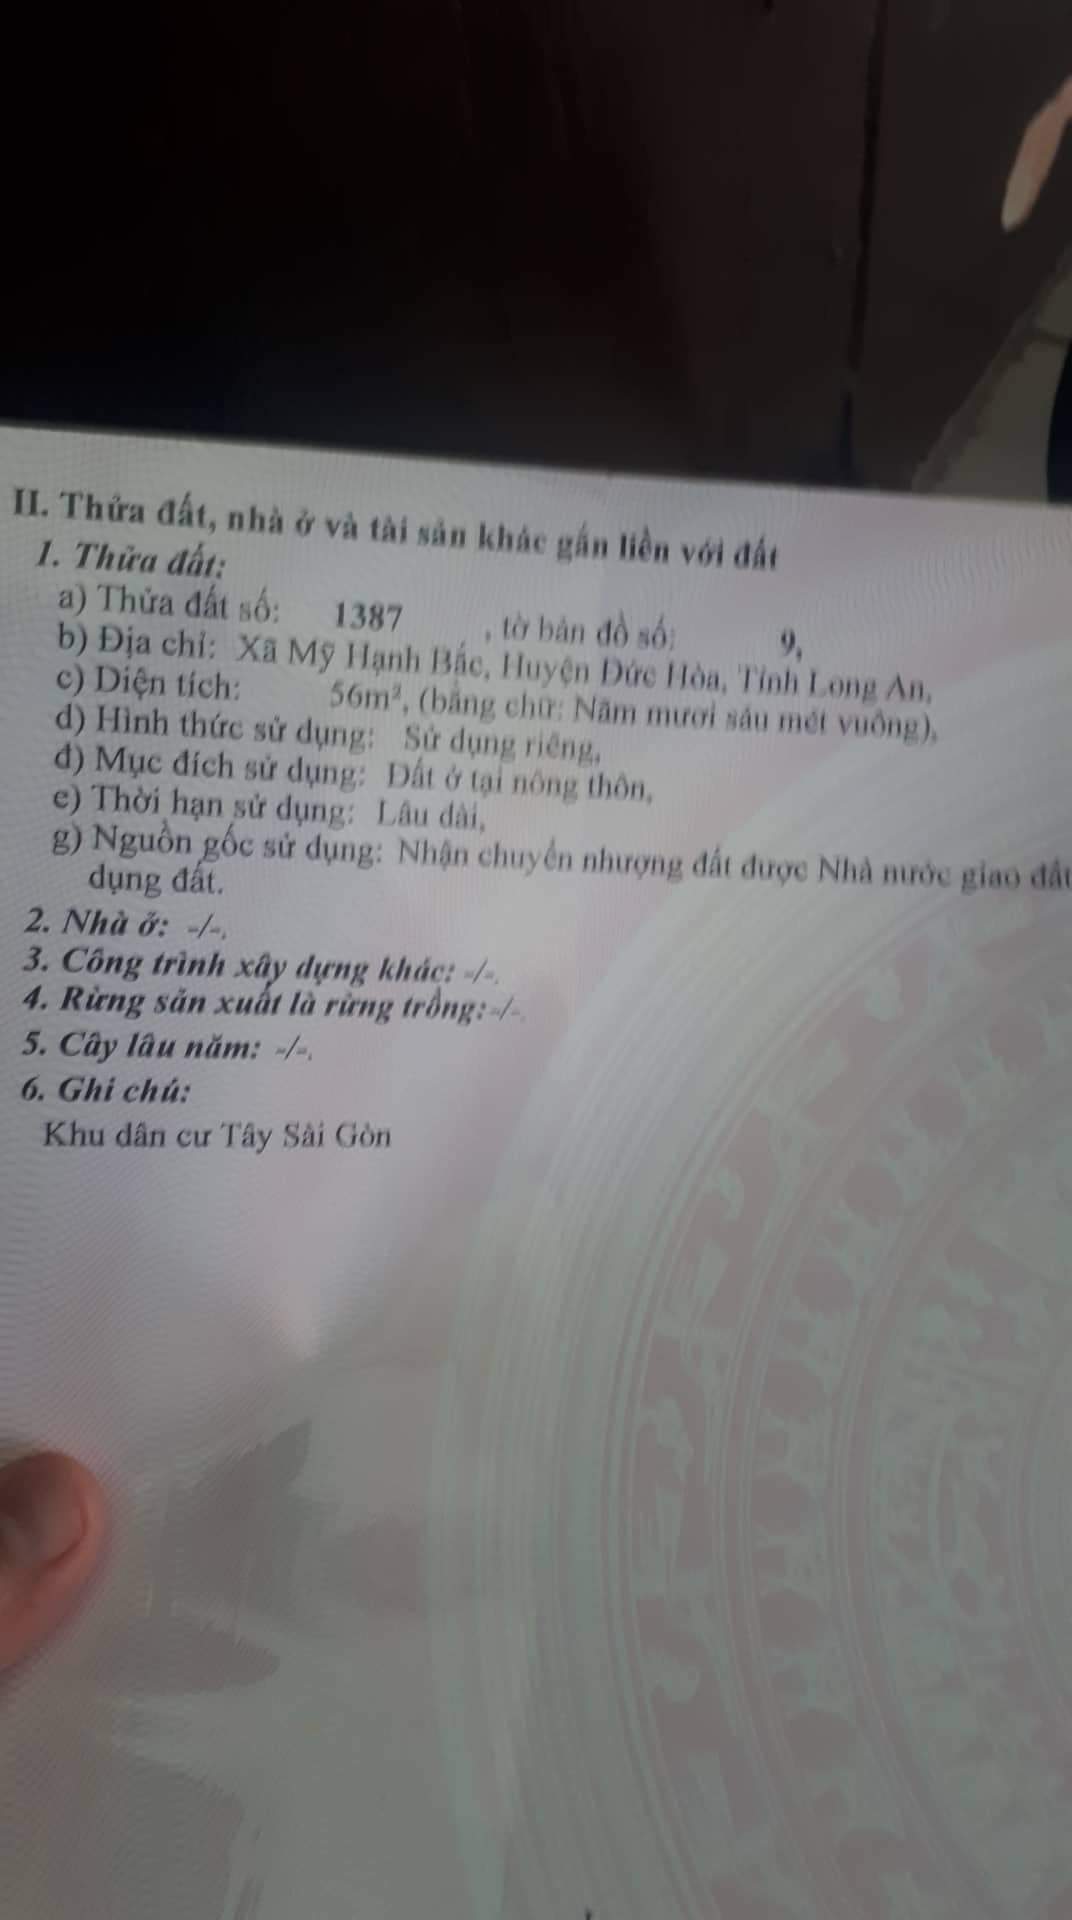 II. Thửa đất, nhà ở và tài sản khác gắn liền với đất
1. Thửa đất:
a) Thửa đất số: 1387 , tờ bản đồ số: 9,
b) Địa chỉ: Xã Mỹ Hạnh Bắc, Huyện Đức Hòa, Tỉnh Long An,
c) Diện tích: 56m², (bằng chữ: Năm mươi sáu mét vuông),
d) Hình thức sử dụng: Sử dụng riêng,
đ) Mục đích sử dụng: Đất ở tại nông thôn,
e) Thời hạn sử dụng: Lâu dài,
g) Nguồn gốc sử dụng: Nhận chuyển nhượng đất được Nhà nước giao đất
dụng đất.
2. Nhà ở: -/-,
3. Công trình xây dựng khác: -/-.
4. Rừng sản xuất là rừng trồng: -/-.
5. Cây lâu năm: -/-.
6. Ghi chú:
Khu dân cư Tây Sài Gòn